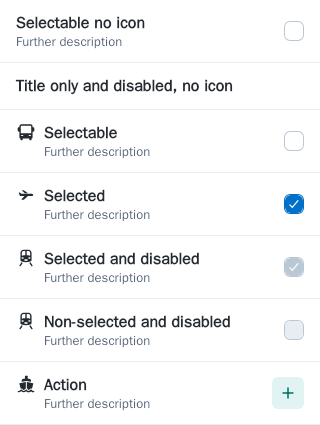 Selectable no icon
Further description
Title only and disabled, no icon
Selectable
Further description
Selected
Further description
Selected and disabled
Further description
Non-selected and disabled
Further description
Action
Further description